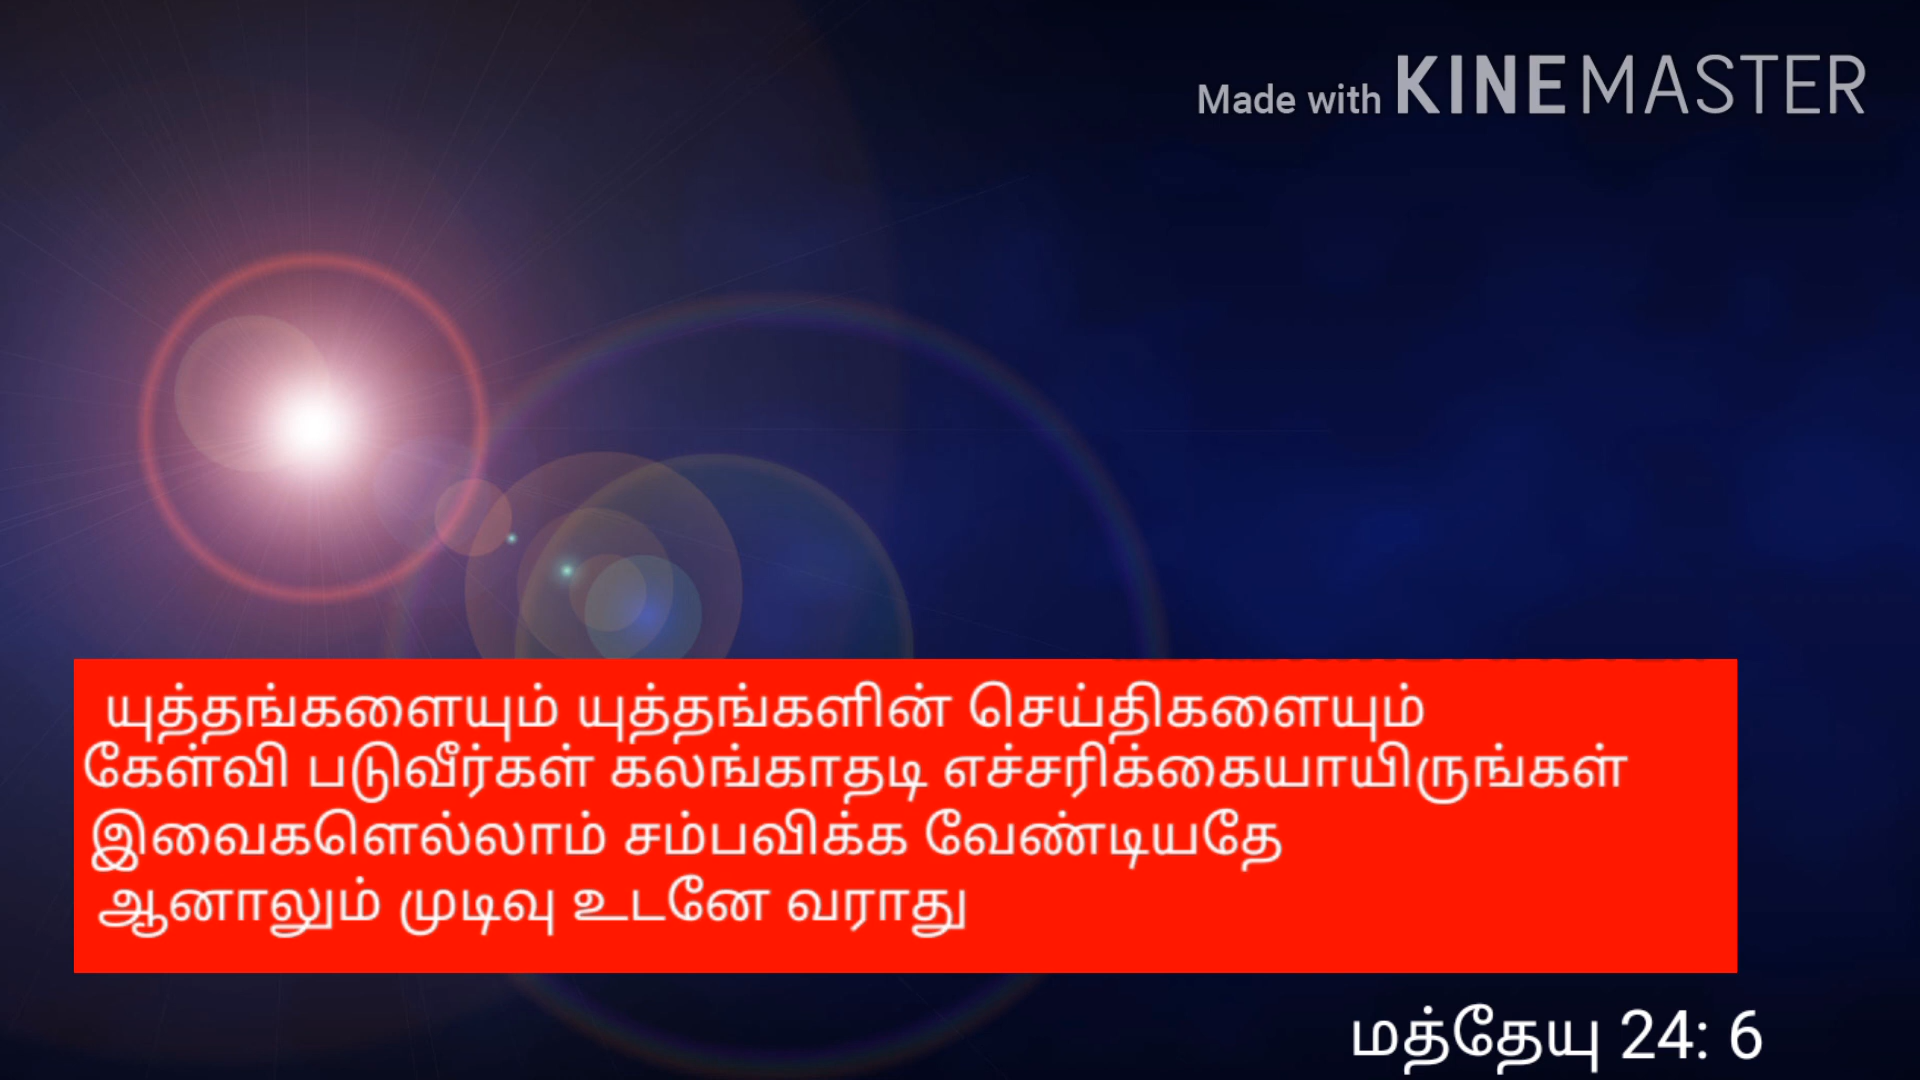 Made with KINEMASTER
யுத்தங்களையும் யுத்தங்களின் செய்திகளையும்
கேள்வி படுவீர்கள் கலங்காதடி எச்சரிக்கையாயிருங்கள்
இவைகளெல்லாம் சம்பவிக்க வேண்டியதே
ஆனாலும் முடிவு உடனே வராது
மத்தேயு 24: 6